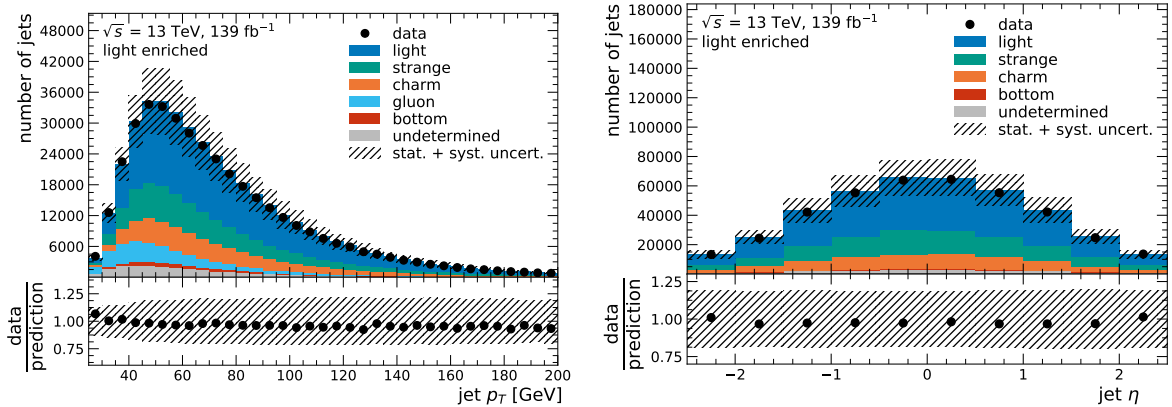 √s = 13 TeV, 139 fb⁻¹
light enriched
data
light
strange
charm
gluon
bottom
undetermined
stat. + syst. uncert.
number of jets
48000
42000
36000
30000
24000
18000
12000
6000
data
prediction
1.25
1.00
0.75
40 60 80 100 120 140 160 180 200
jet p_T [GeV]
√s = 13 TeV, 139 fb⁻¹
light enriched
data
light
strange
charm
bottom
undetermined
stat. + syst. uncert.
number of jets
180000
160000
140000
120000
100000
80000
60000
40000
20000
data
prediction
1.25
1.00
0.75
−2 −1 0 1 2
jet η